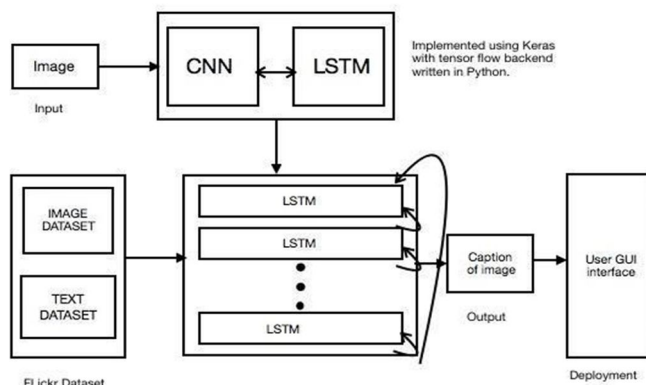 Image
Input
CNN
LSTM
Implemented using Keras
with tensor flow backend
written in Python.
IMAGE
DATASET
TEXT
DATASET
FLickr Dataset
LSTM
LSTM
LSTM
Caption
of image
Output
User GUI
interface
Deployment